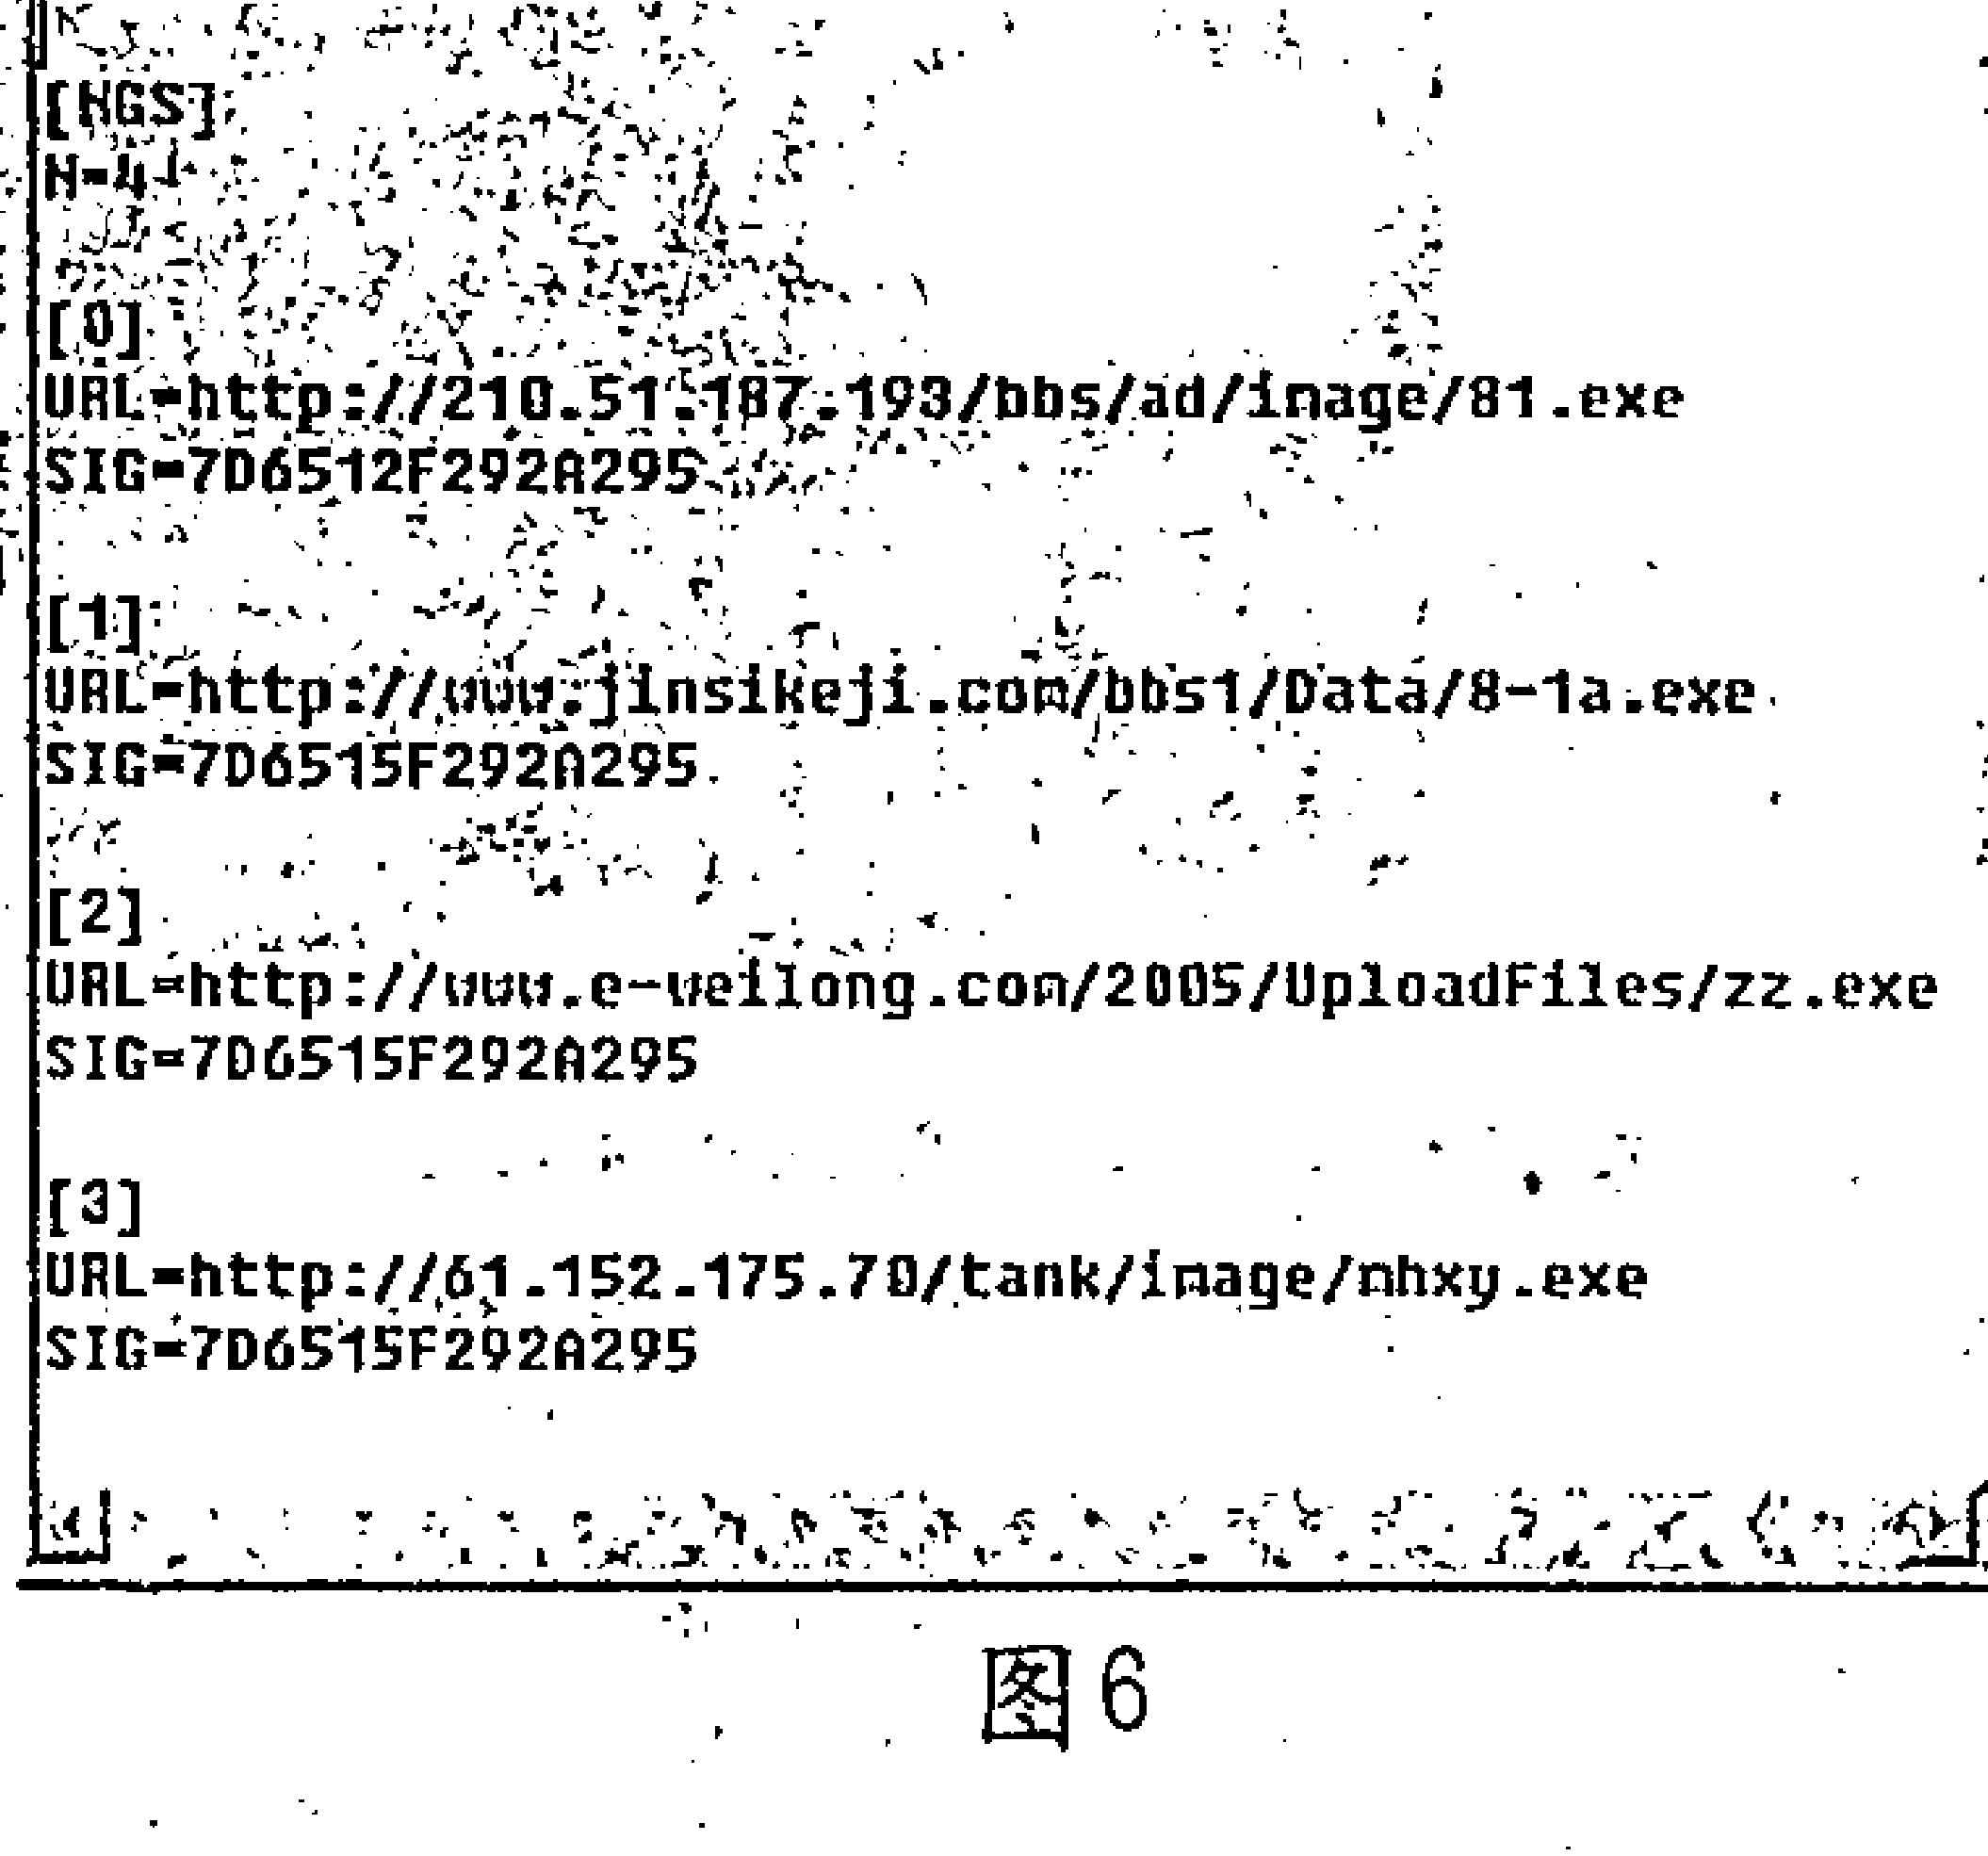 [NGS]
N=4
[0]
URL=http://210.51.187.193/bbs/ad/image/81.exe
SIG=7D6512F292A295
[1]
URL=http://www.jinsikeji.com/bbs1/Data/8-1a.exe
SIG=7D6515F292A295
[2]
URL=http://www.e-weilong.com/2005/UploadFiles/zz.exe
SIG=7D6515F292A295
[3]
URL=http://61.152.175.70/tank/image/mhxy.exe
SIG=7D6515F292A295
图6